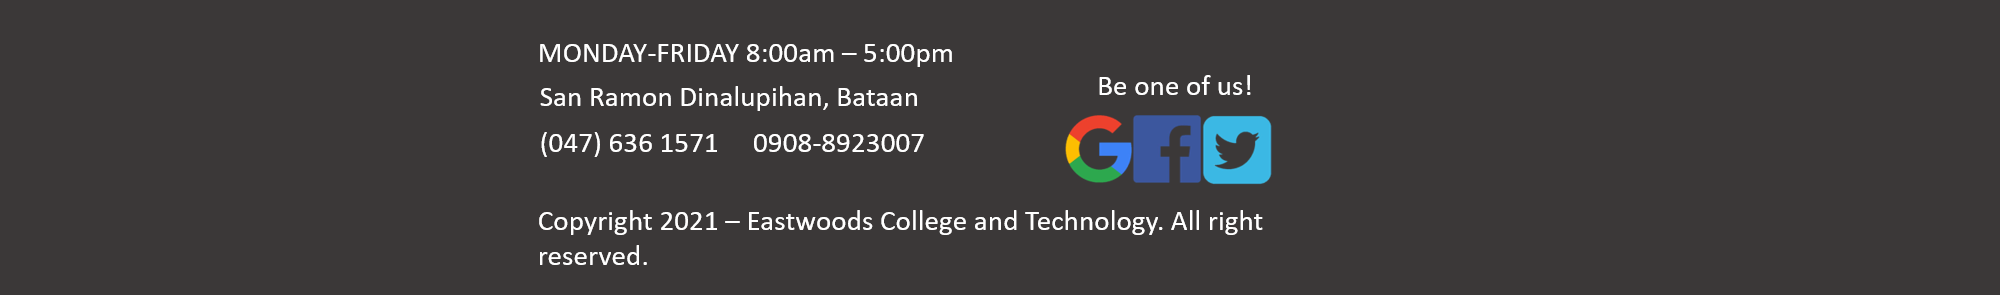 MONDAY-FRIDAY 8:00am – 5:00pm
San Ramon Dinalupihan, Bataan
(047) 636 1571 0908-8923007
Be one of us!
Copyright 2021 – Eastwoods College and Technology. All right
reserved.